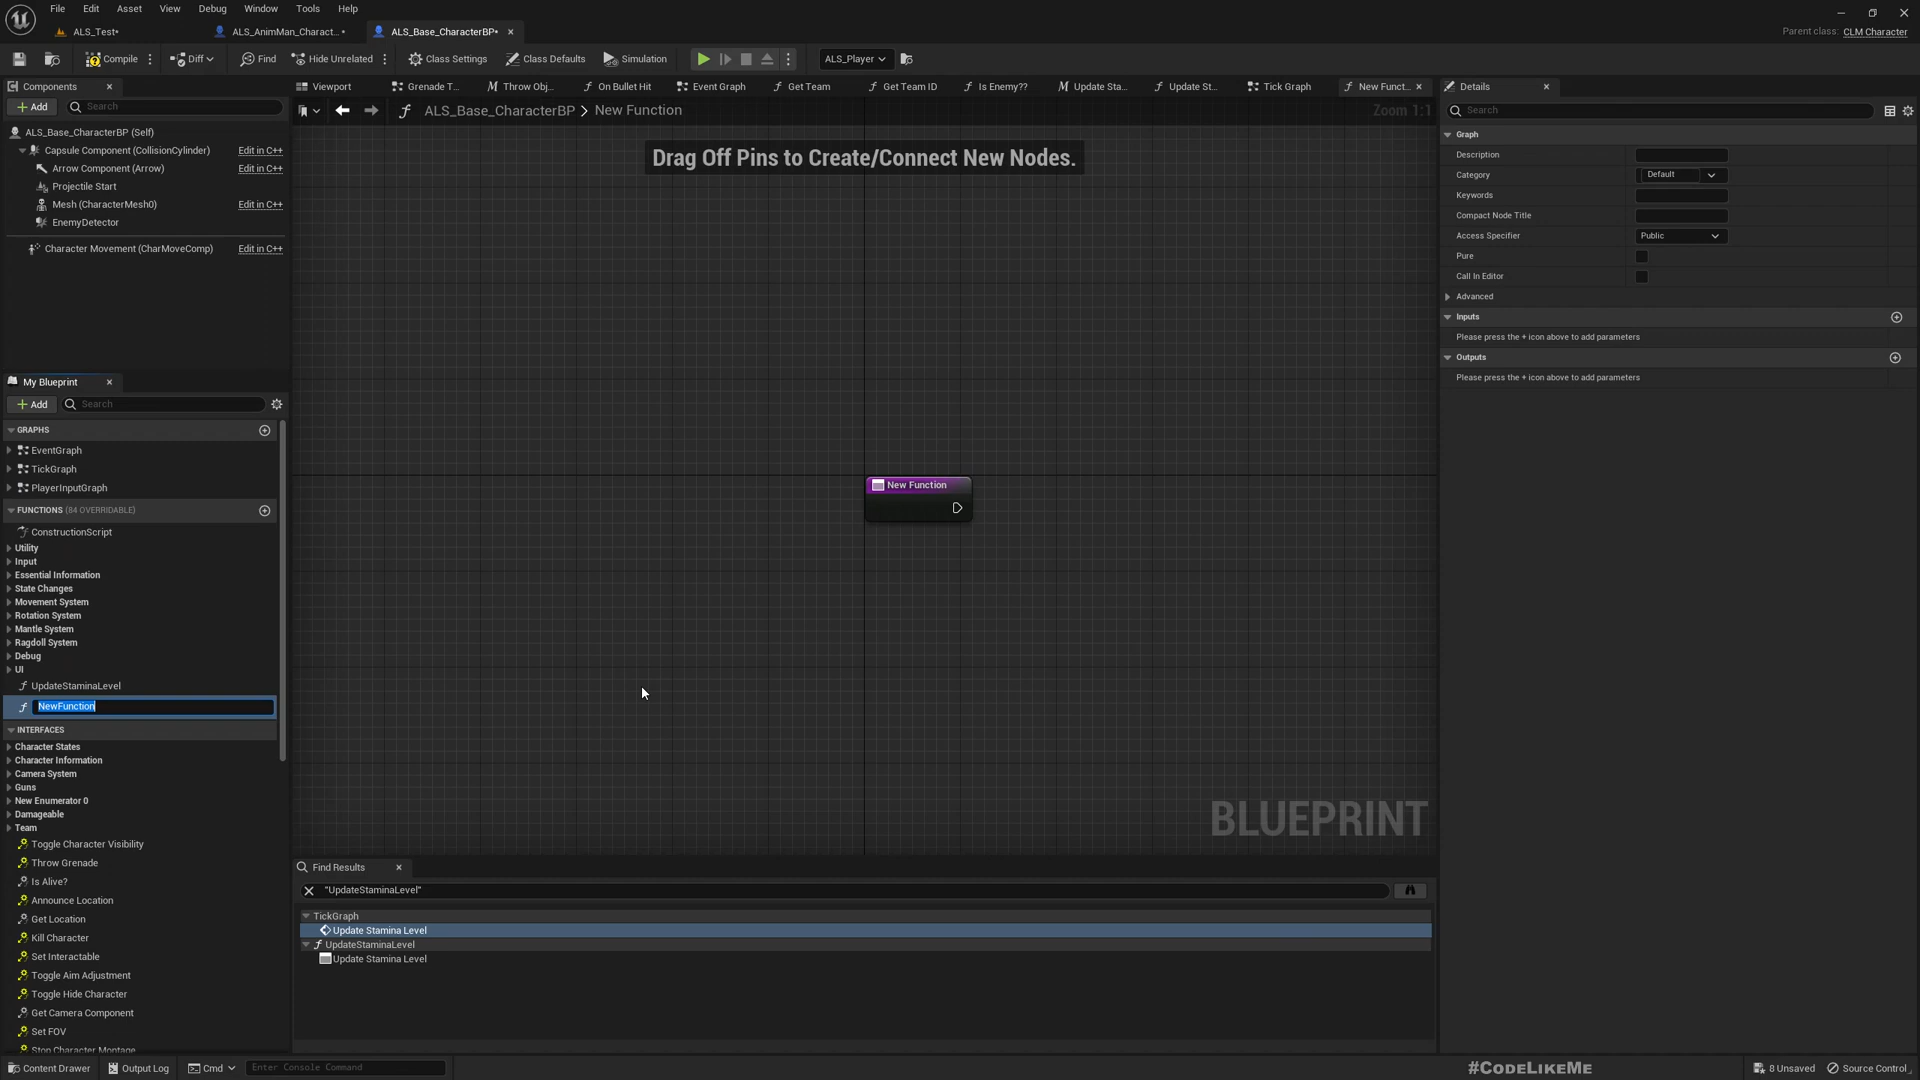 File Edit Asset View Debug Window Tools Help
ALS_Test*
ALS_AnimMan_Charact...*
ALS_Base_CharacterBP*
Parent class: CLM Character
Compile
Diff
Find
Hide Unrelated
Class Settings
Class Defaults
Simulation
ALS_Player
Components
Add
Search
ALS_Base_CharacterBP (Self)
Capsule Component (CollisionCylinder) Edit in C++
Arrow Component (Arrow) Edit in C++
Projectile Start
Mesh (CharacterMesh0) Edit in C++
EnemyDetector
Character Movement (CharMoveComp) Edit in C++
My Blueprint
Add
Search
GRAPHS
EventGraph
TickGraph
PlayerInputGraph
FUNCTIONS (84 OVERRIDABLE)
ConstructionScript
Utility
Input
Essential Information
State Changes
Movement System
Rotation System
Mantle System
Ragdoll System
Debug
UI
UpdateStaminaLevel
NewFunction
INTERFACES
Character States
Character Information
Camera System
Guns
New Enumerator 0
Damageable
Team
Toggle Character Visibility
Throw Grenade
Is Alive?
Announce Location
Get Location
Kill Character
Set Interactable
Toggle Aim Adjustment
Toggle Hide Character
Get Camera Component
Set FOV
Stop Character Montage
Viewport
Grenade T...
Throw Obj...
On Bullet Hit
Event Graph
Get Team
Get Team ID
Is Enemy??
Update Sta...
Update St...
Tick Graph
New Funct...
ALS_Base_CharacterBP > New Function
Zoom 1:1
Drag Off Pins to Create/Connect New Nodes.
New Function
BLUEPRINT
Find Results
"UpdateStaminaLevel"
TickGraph
Update Stamina Level
UpdateStaminaLevel
Update Stamina Level
Details
Search
Graph
Description
Category Default
Keywords
Compact Node Title
Access Specifier Public
Pure
Call In Editor
Advanced
Inputs
Please press the + icon above to add parameters
Outputs
Please press the + icon above to add parameters
Content Drawer
Output Log
Cmd
Enter Console Command
#CodeLikeMe
8 Unsaved
Source Control